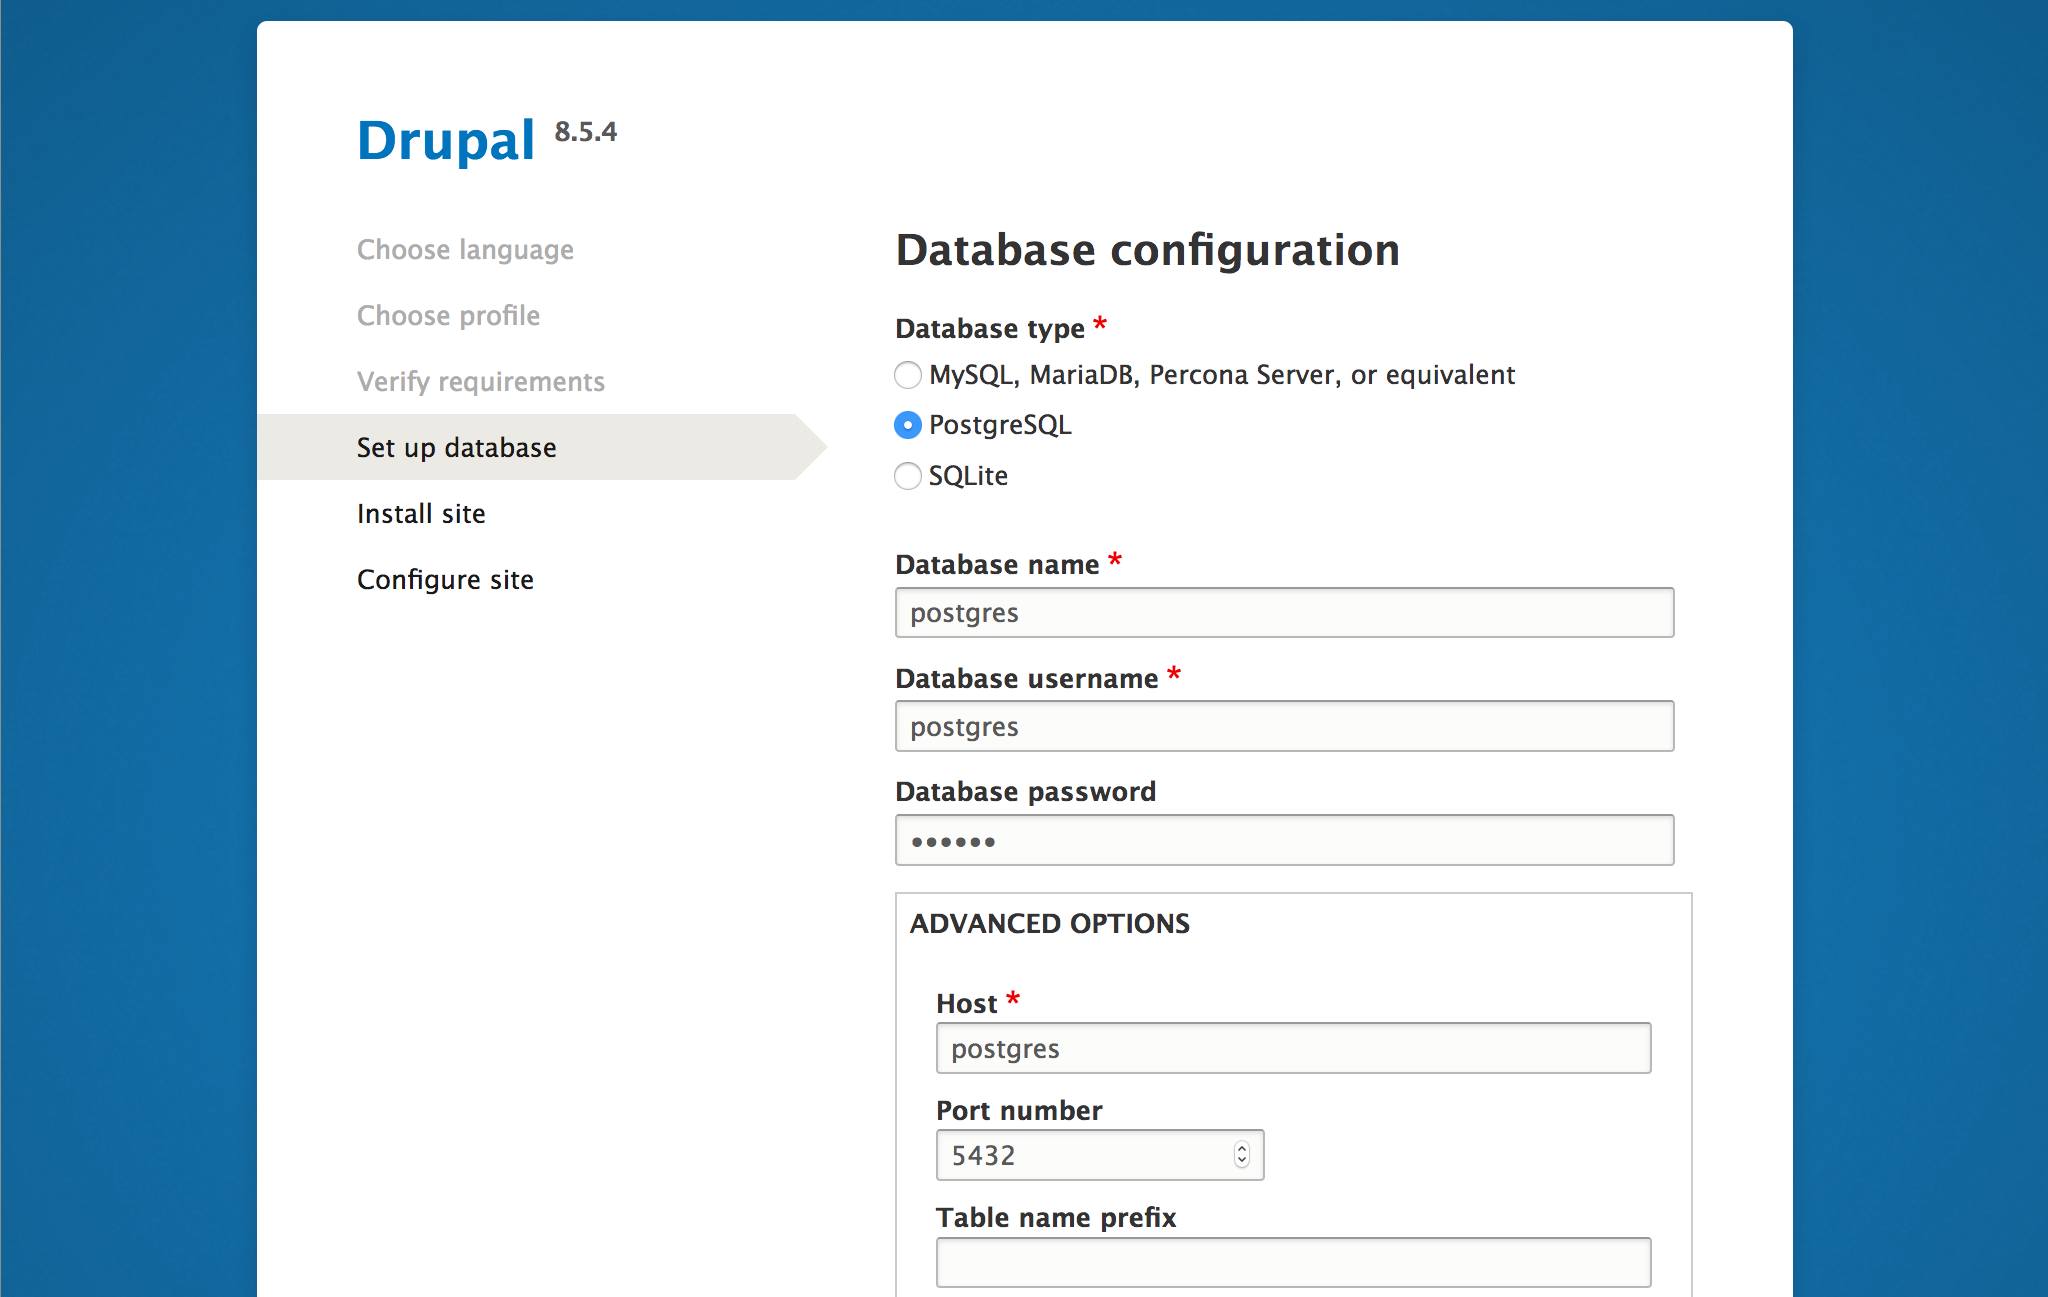 Drupal 8.5.4
Choose language
Choose profile
Verify requirements
Set up database
Install site
Configure site
Database configuration
Database type *
MySQL, MariaDB, Percona Server, or equivalent
PostgreSQL
SQLite
Database name *
postgres
Database username *
postgres
Database password
••••••
ADVANCED OPTIONS
Host *
postgres
Port number
5432
Table name prefix